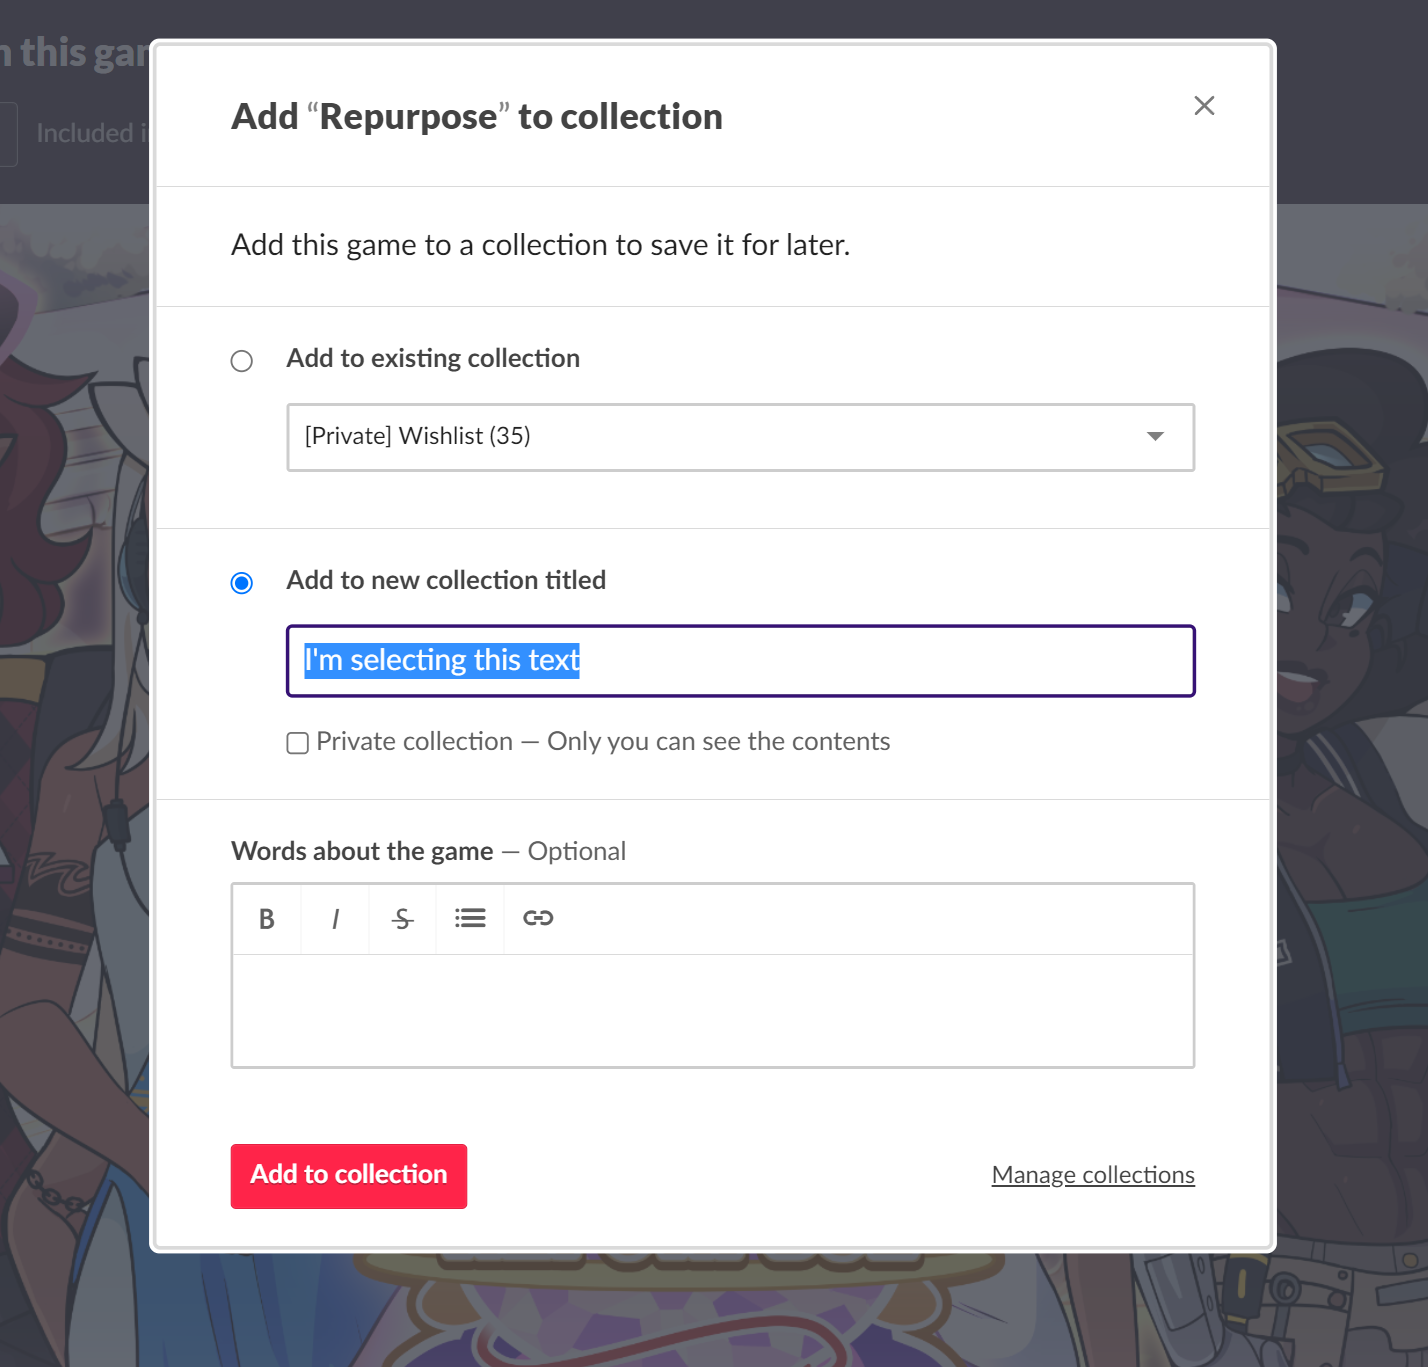 this
Included
Add “Repurpose” to collection
Add this game to a collection to save it for later.
Add to existing collection
[Private] Wishlist (35)
Add to new collection titled
I'm selecting this text
Private collection — Only you can see the contents
Words about the game — Optional
B I S
Add to collection
Manage collections